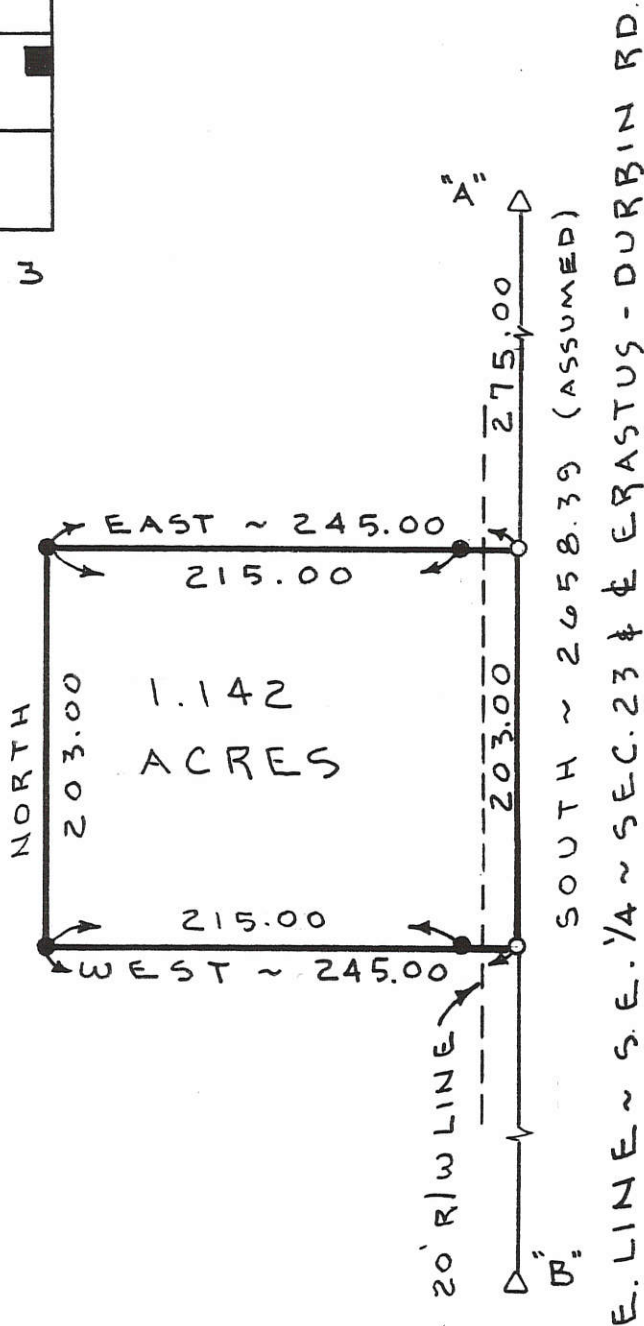 3
"A"
275.00
EAST ~ 245.00
215.00
NORTH
203.00
1.142
ACRES
203.00
215.00
WEST ~ 245.00
20' R/W LINE
"B"
SOUTH ~ 2658.39 (ASSUMED)
E. LINE ~ S.E. 1/4 ~ SEC. 23 & ℄ ERASTUS - DURBIN RD.